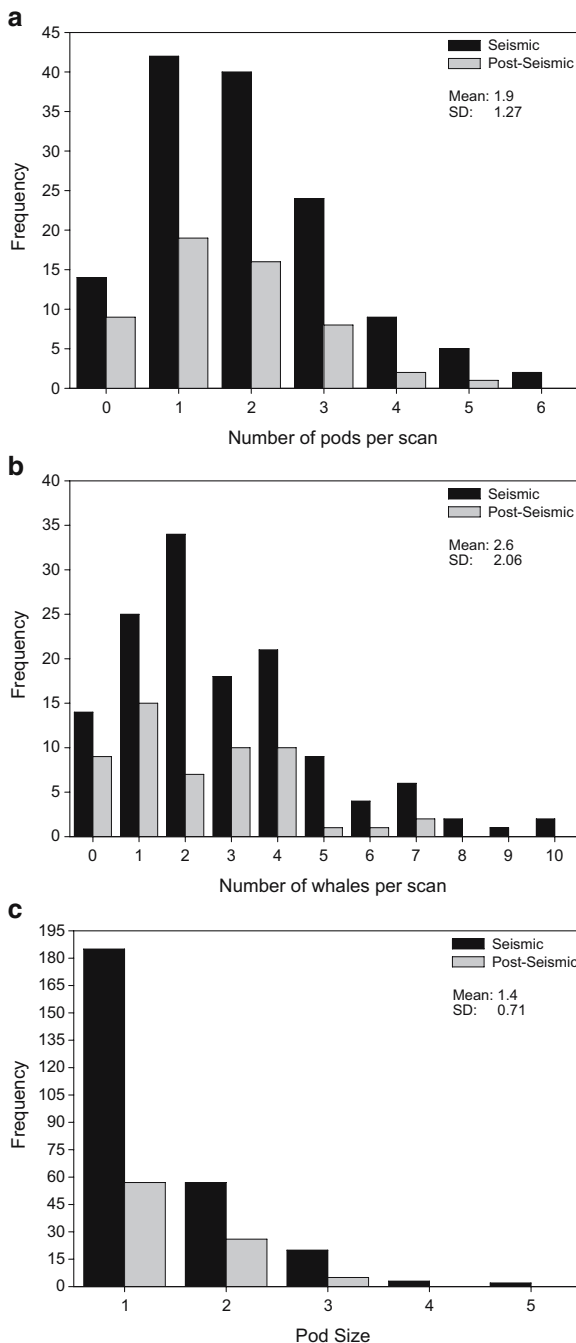 a
Seismic
Post-Seismic
Mean: 1.9
SD: 1.27
Frequency
45
40
35
30
25
20
15
10
5
0
0 1 2 3 4 5 6
Number of pods per scan
b
Seismic
Post-Seismic
Mean: 2.6
SD: 2.06
Frequency
40
35
30
25
20
15
10
5
0
0 1 2 3 4 5 6 7 8 9 10
Number of whales per scan
c
Seismic
Post-Seismic
Mean: 1.4
SD: 0.71
Frequency
195
180
165
150
135
120
105
90
75
60
45
30
15
0
1 2 3 4 5
Pod Size